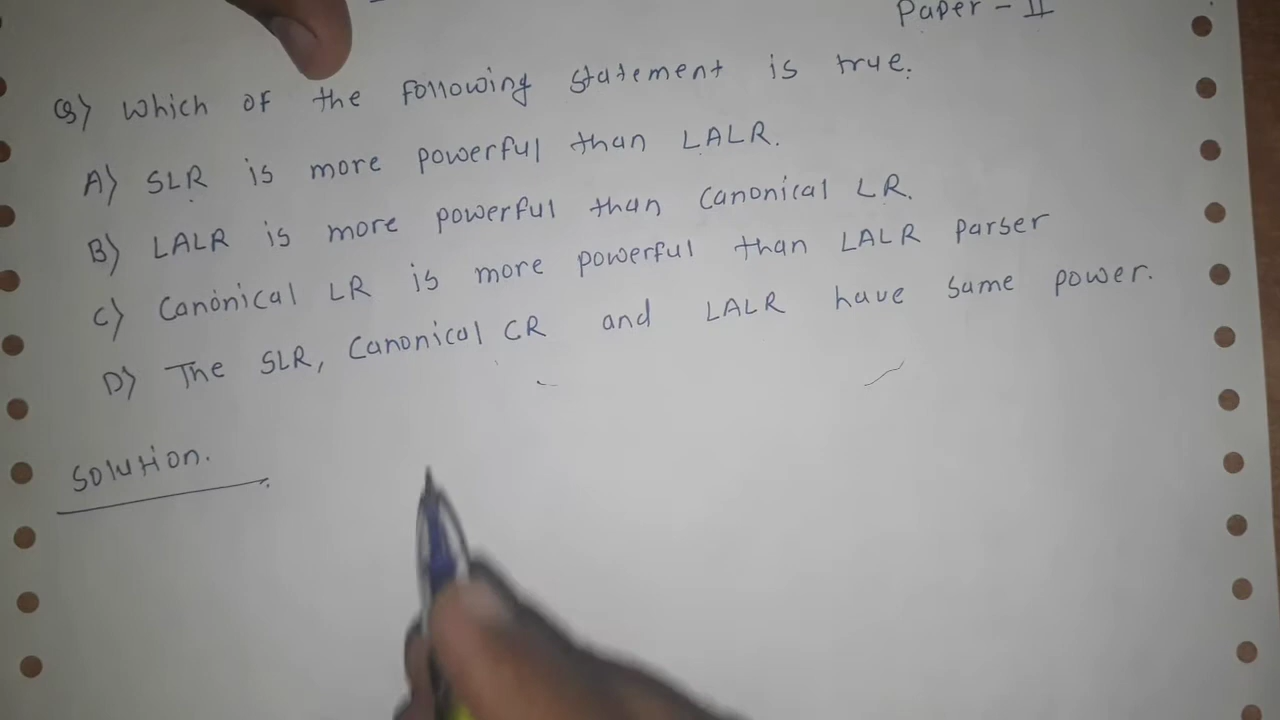 Paper - II
Q) Which of the following statement is true.
A) SLR is more powerful than LALR.
B) LALR is more powerful than Canonical LR.
C) Canonical LR is more powerful than LALR parser
D) The SLR, Canonical CR and LALR have same power.
Solution.